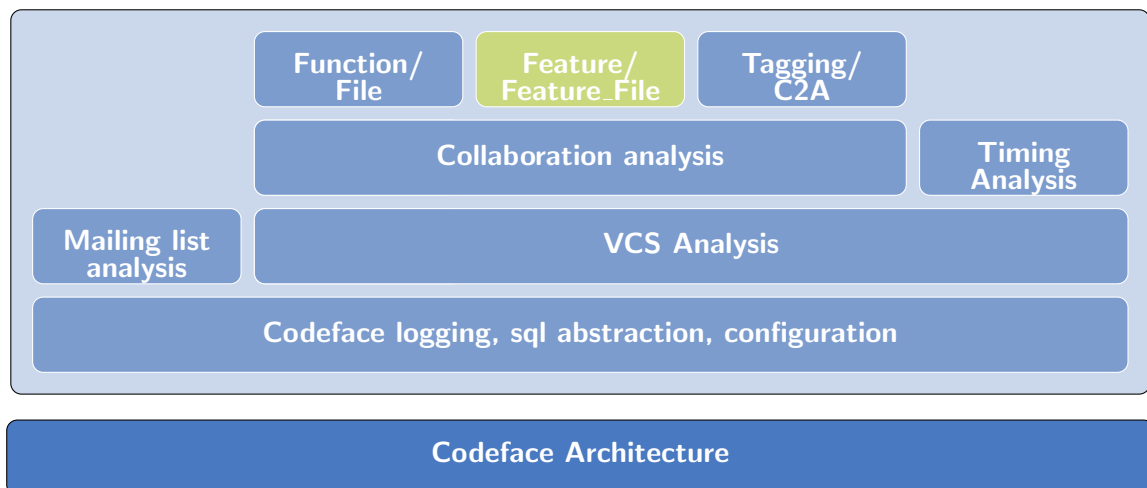 Function/
File
Feature/
Feature_File
Tagging/
C2A
Collaboration analysis
Timing
Analysis
Mailing list
analysis
VCS Analysis
Codeface logging, sql abstraction, configuration
Codeface Architecture